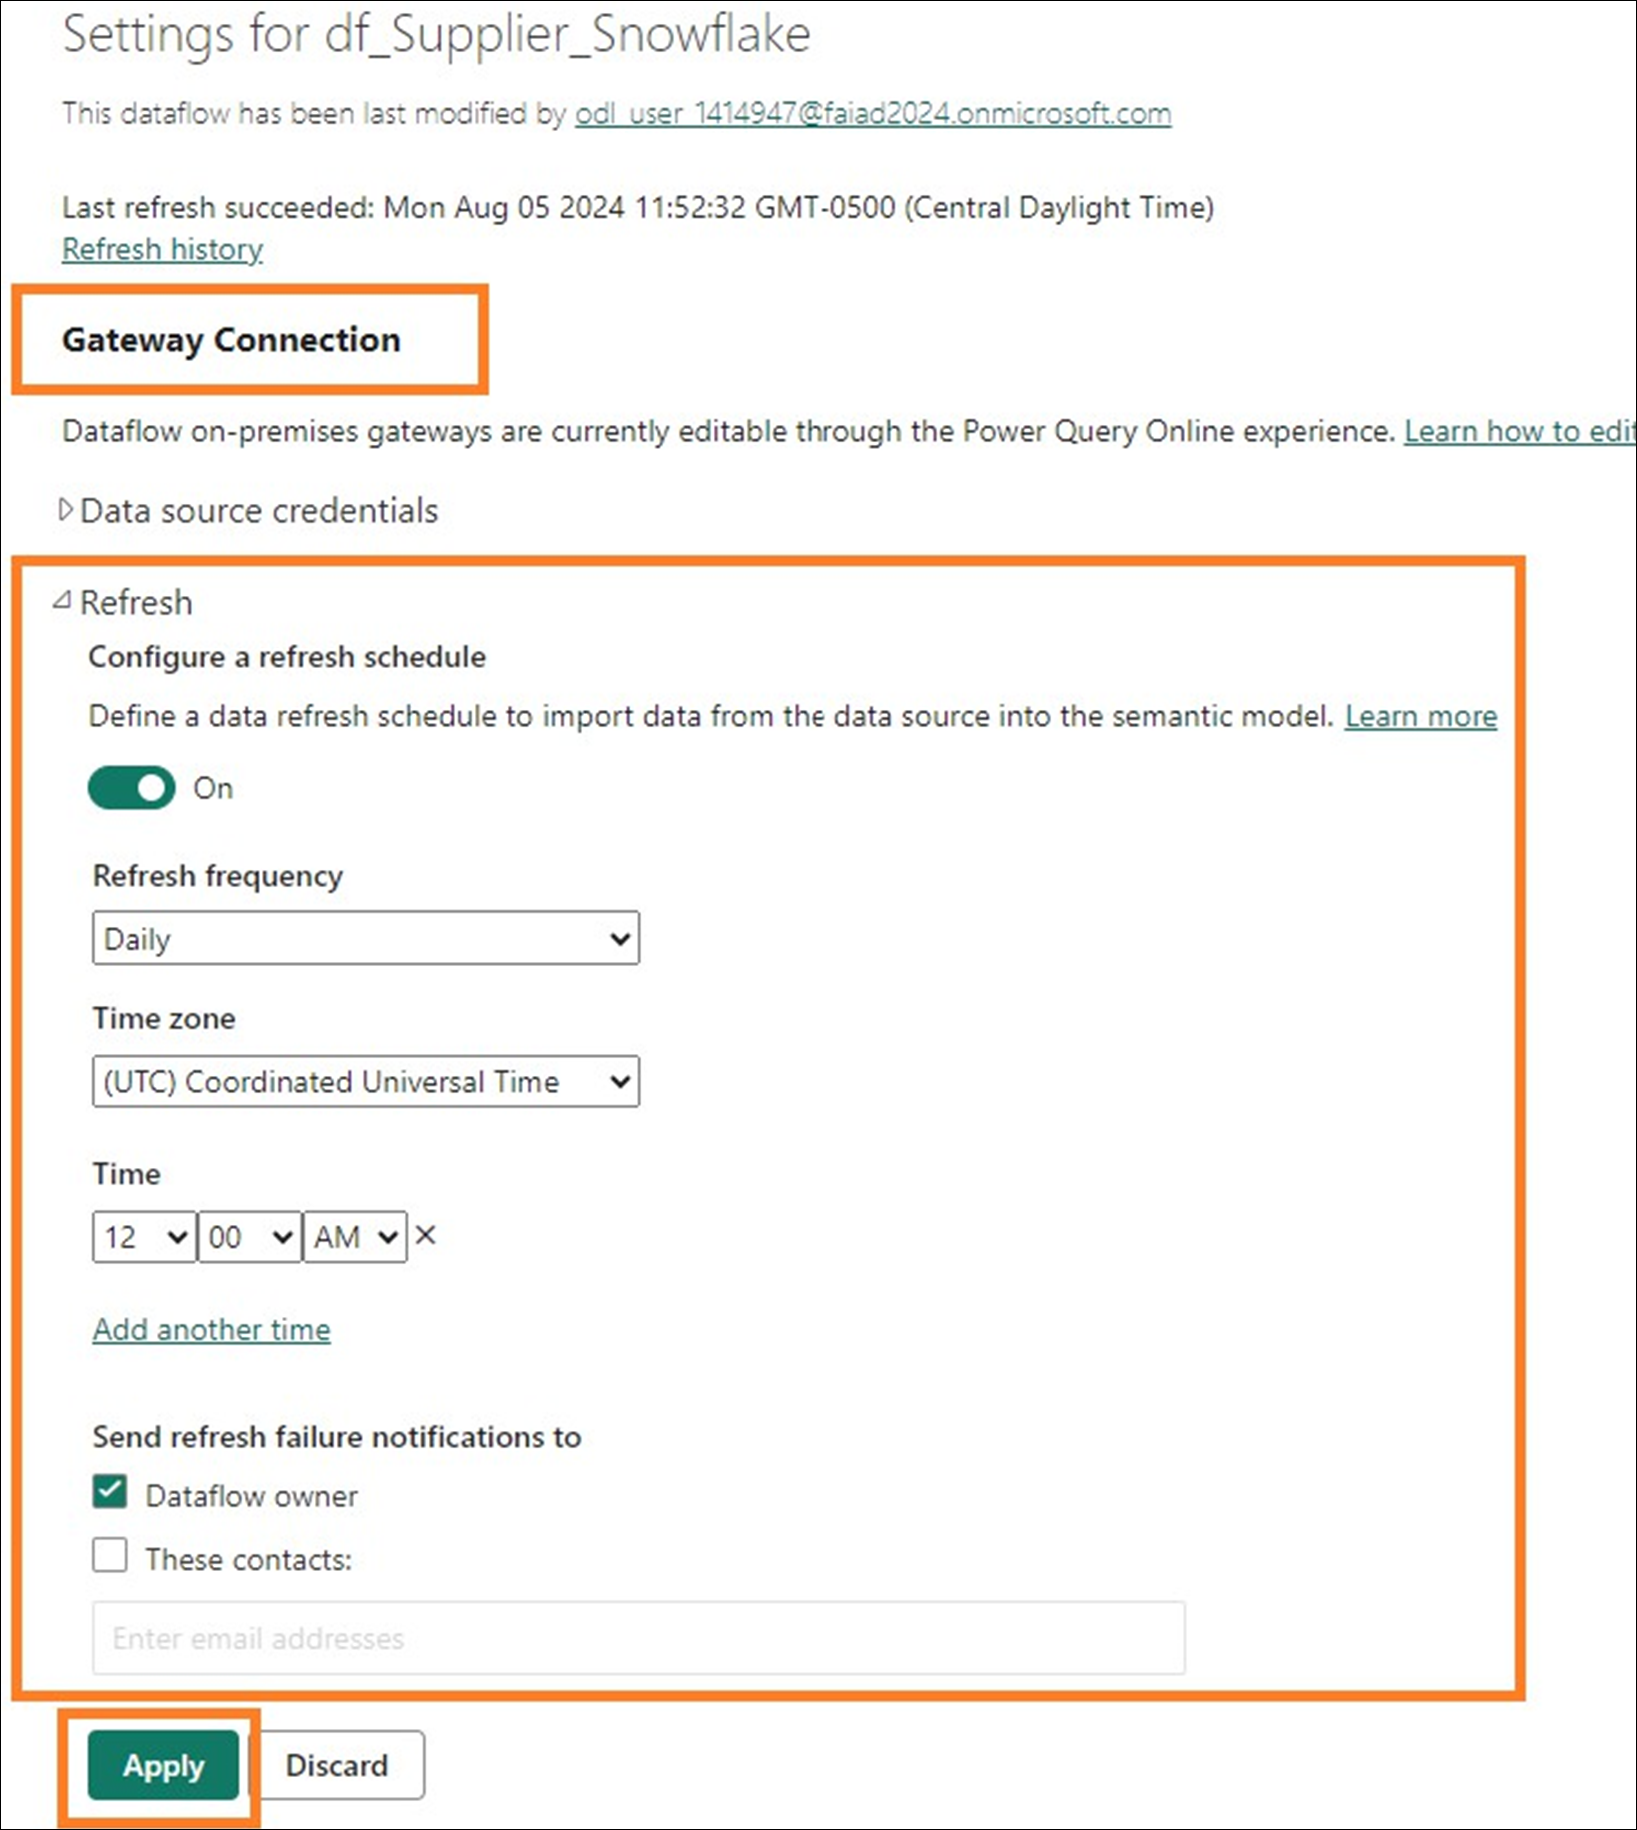 Settings for df_Supplier_Snowflake
This dataflow has been last modified by odl_user_1414947@faiad2024.onmicrosoft.com
Last refresh succeeded: Mon Aug 05 2024 11:52:32 GMT-0500 (Central Daylight Time)
Refresh history
Gateway Connection
Dataflow on-premises gateways are currently editable through the Power Query Online experience. Learn how to edit
Data source credentials
Refresh
Configure a refresh schedule
Define a data refresh schedule to import data from the data source into the semantic model. Learn more
On
Refresh frequency
Daily
Time zone
(UTC) Coordinated Universal Time
Time
12 00 AM
Add another time
Send refresh failure notifications to
Dataflow owner
These contacts:
Enter email addresses
Apply Discard